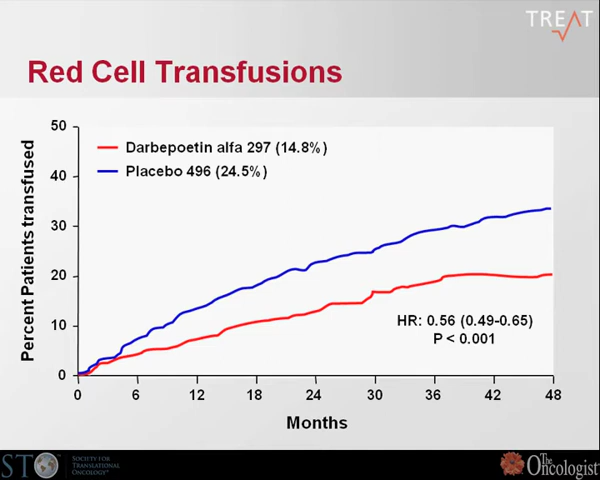 TREAT
Red Cell Transfusions
Percent Patients transfused
50
40
30
20
10
0
Darbepoetin alfa 297 (14.8%)
Placebo 496 (24.5%)
HR: 0.56 (0.49-0.65)
P < 0.001
0 6 12 18 24 30 36 42 48
Months
STO
SOCIETY FOR
TRANSLATIONAL
ONCOLOGY
The
Oncologist